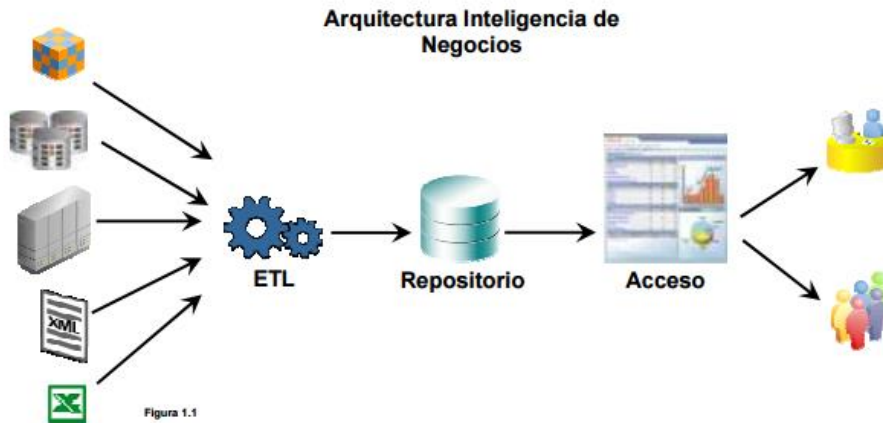 Arquitectura Inteligencia de
Negocios
XML
ETL
Repositorio
Acceso
Figura 1.1